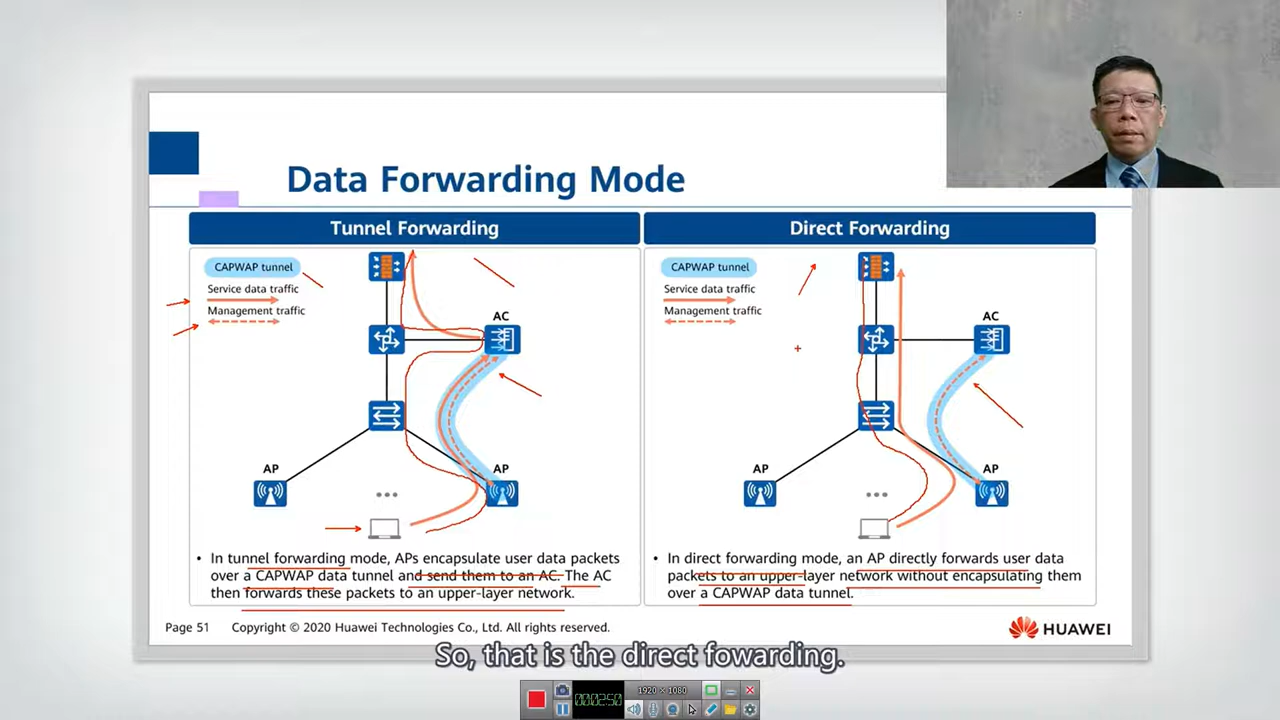 Data Forwarding Mode
Tunnel Forwarding
Direct Forwarding
CAPWAP tunnel
Service data traffic
Management traffic
AC
AP
AP
• In tunnel forwarding mode, APs encapsulate user data packets
over a CAPWAP data tunnel and send them to an AC. The AC
then forwards these packets to an upper-layer network.
CAPWAP tunnel
Service data traffic
Management traffic
AC
AP
AP
• In direct forwarding mode, an AP directly forwards user data
packets to an upper-layer network without encapsulating them
over a CAPWAP data tunnel.
Page 51 Copyright © 2020 Huawei Technologies Co., Ltd. All rights reserved.
HUAWEI
So, that is the direct fowarding.
00:02:50
1920 × 1080